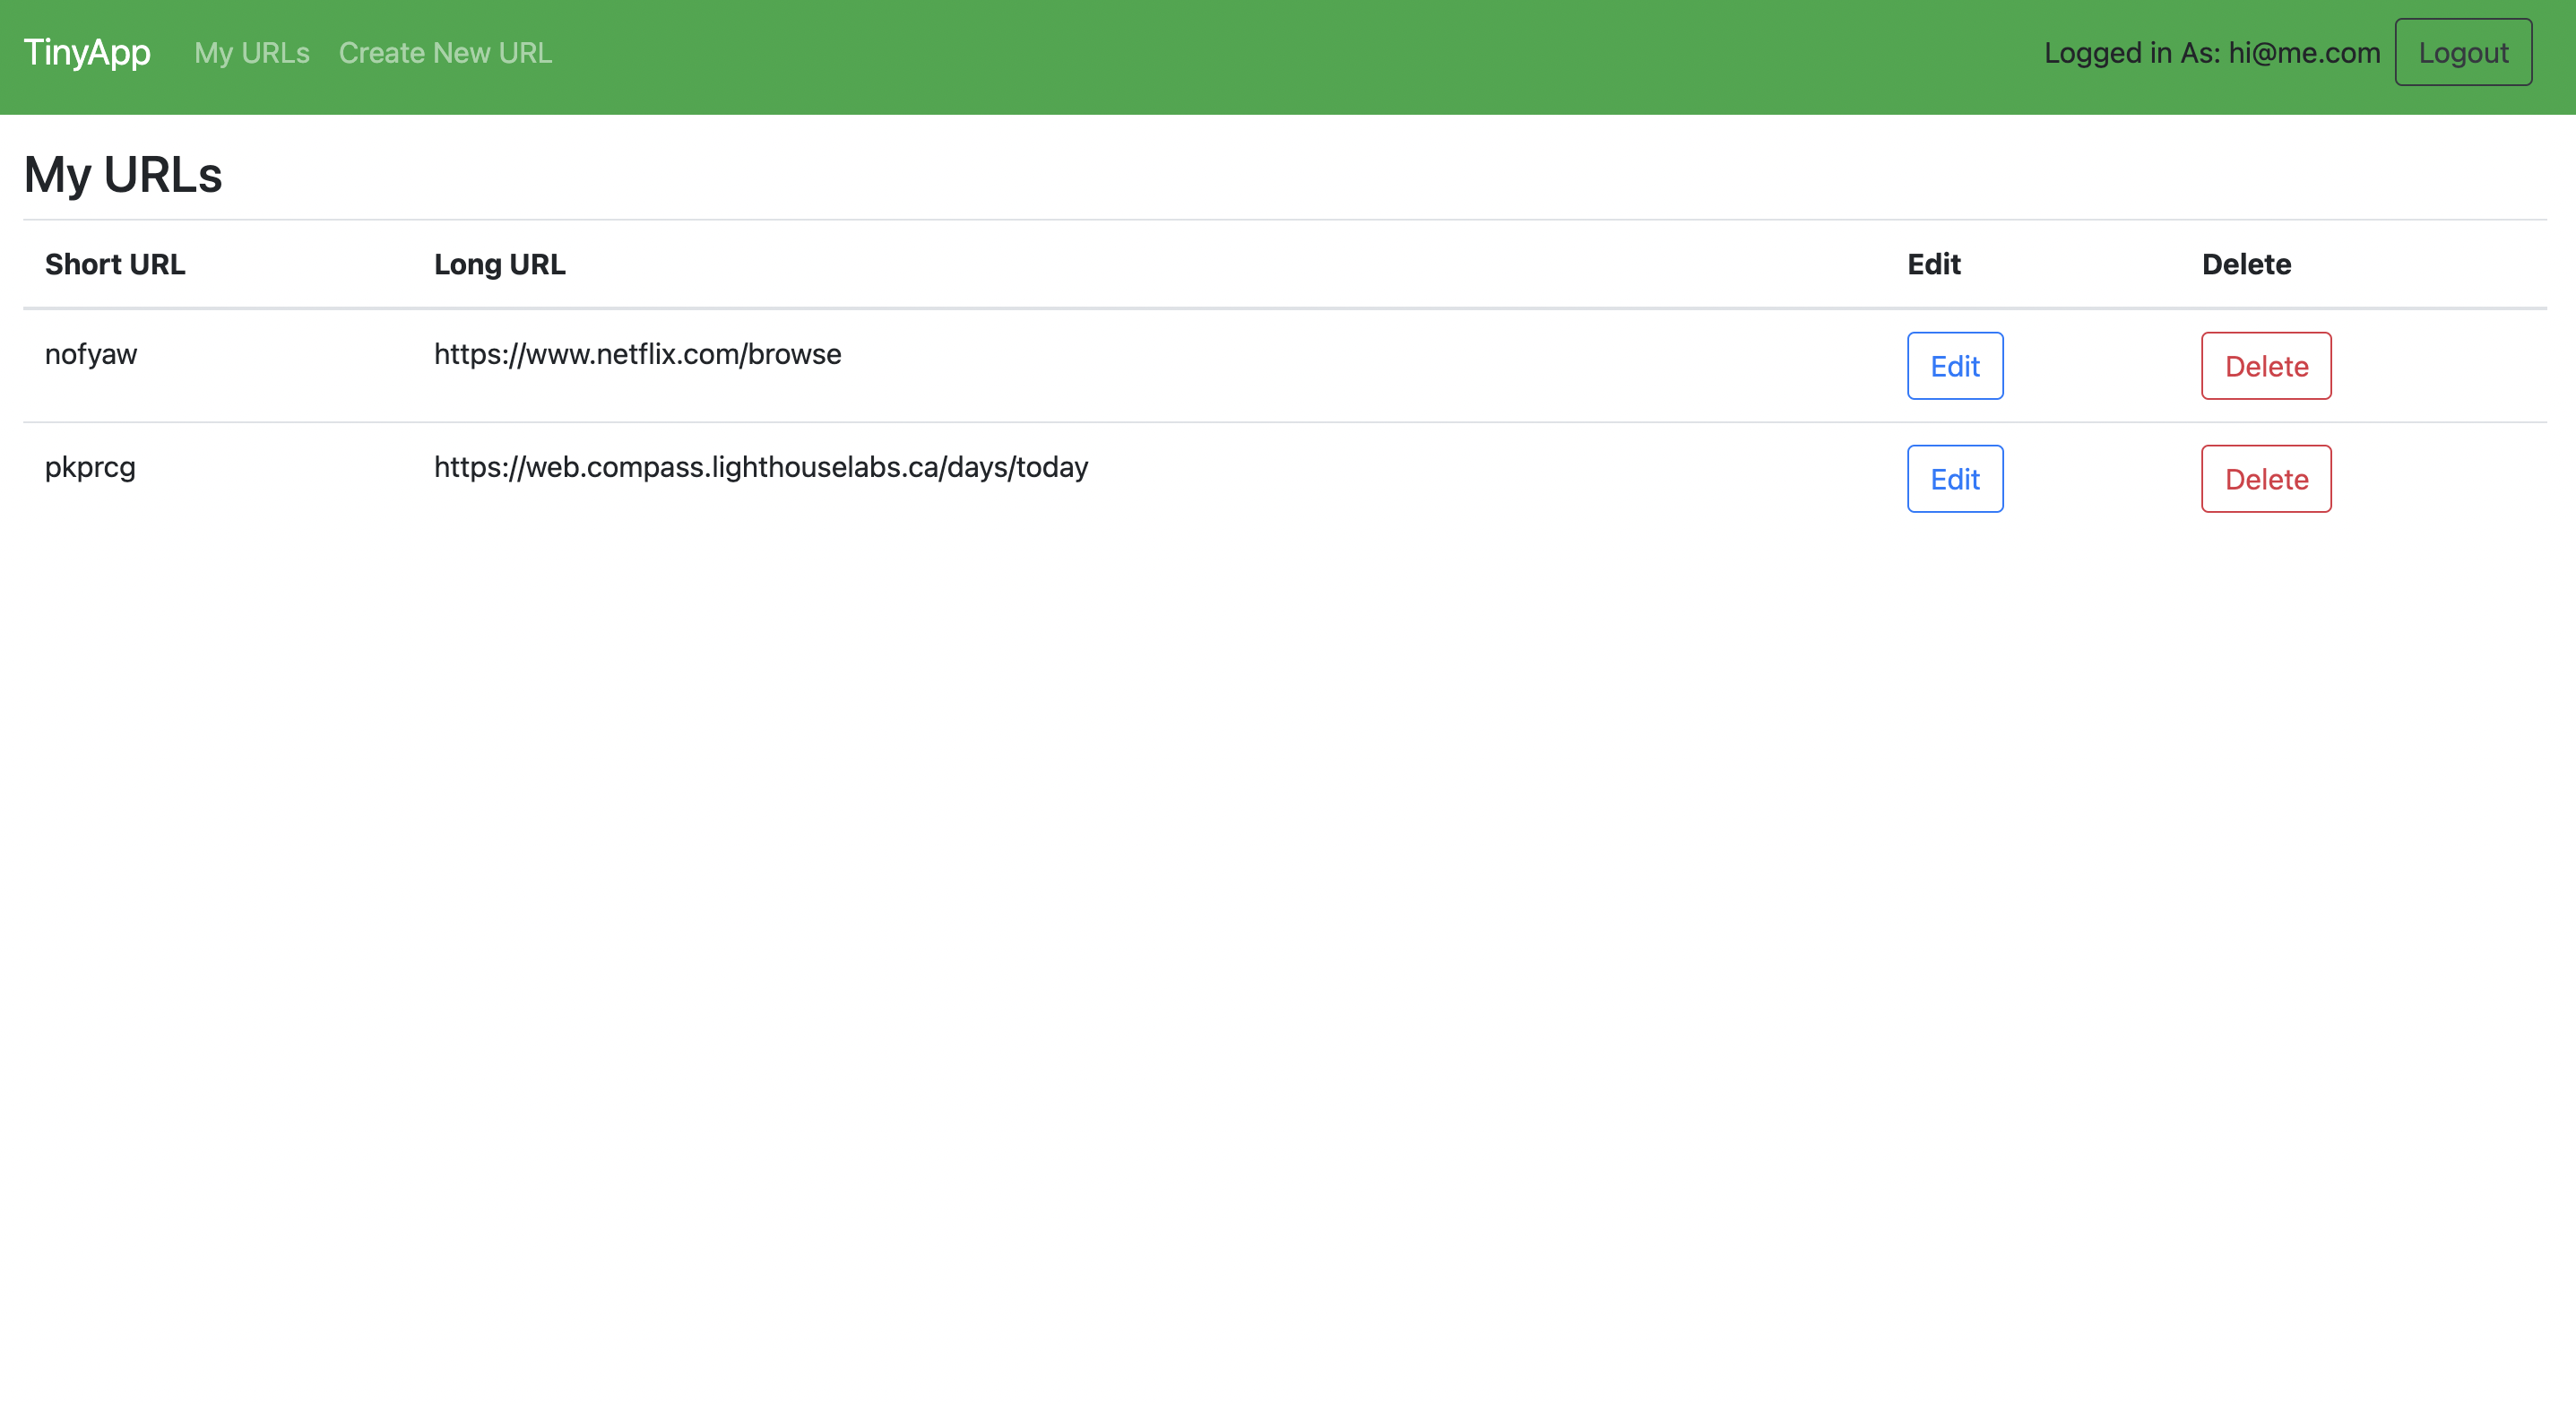 TinyApp My URLs Create New URL Logged in As: hi@me.com Logout
My URLs
Short URL Long URL Edit Delete
nofyaw https://www.netflix.com/browse Edit Delete
pkprcg https://web.compass.lighthouselabs.ca/days/today Edit Delete